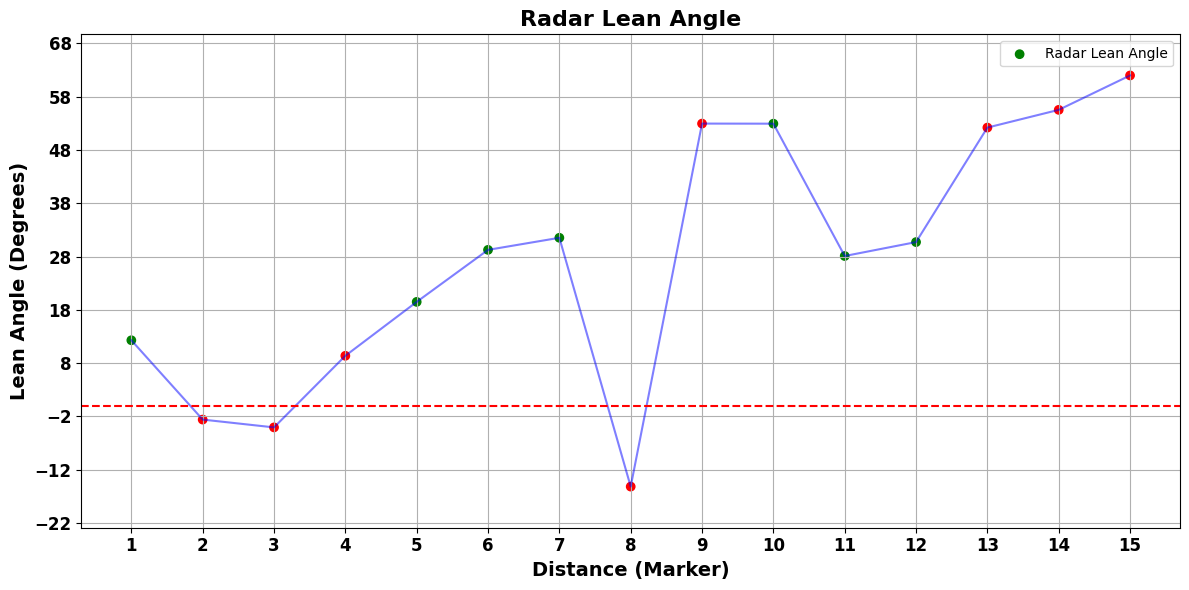 Radar Lean Angle
Radar Lean Angle
Lean Angle (Degrees)
68
58
48
38
28
18
8
−2
−12
−22
1 2 3 4 5 6 7 8 9 10 11 12 13 14 15
Distance (Marker)